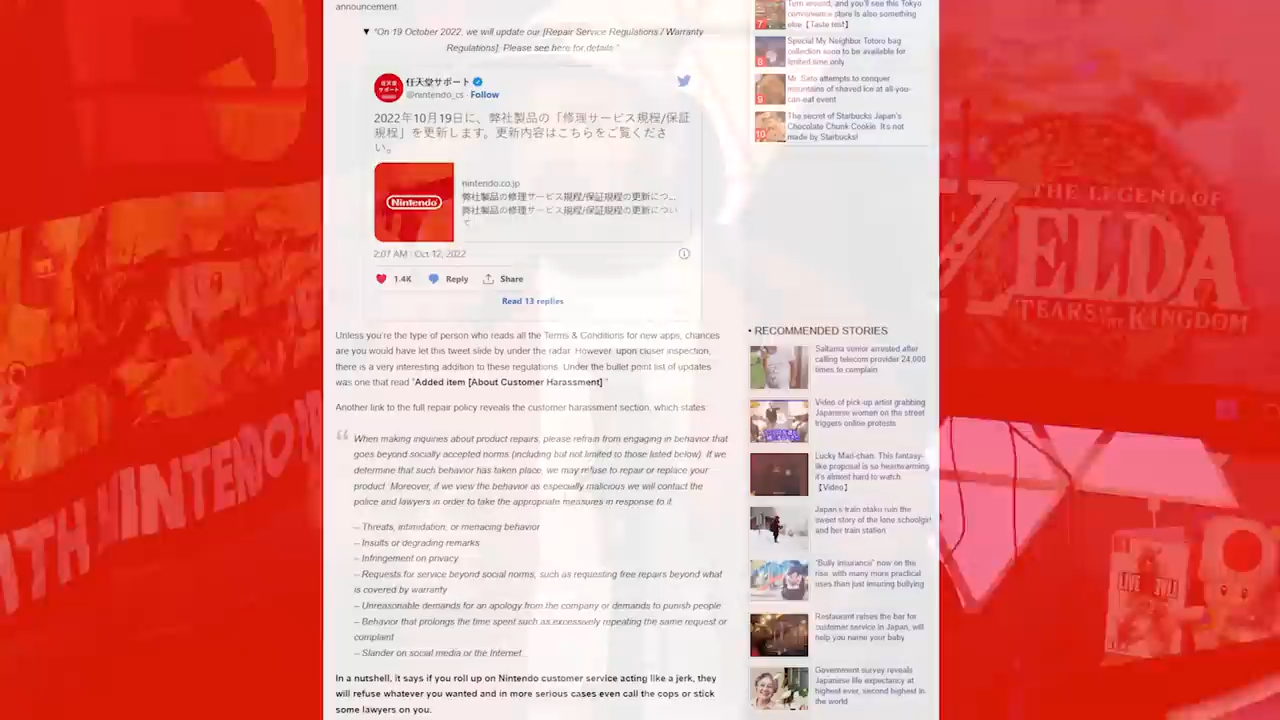 announcement.
▼ "On 19 October 2022, we will update our [Repair Service Regulations / Warranty
Regulations]. Please see here for details."
任天堂
サポート
任天堂サポート
@nintendo_cs · Follow
2022年10月19日に、弊社製品の「修理サービス規程/保証
規程」を更新します。更新内容はこちらをご覧くださ
い。
Nintendo
nintendo.co.jp
弊社製品の修理サービス規程/保証規程の更新につ...
弊社製品の修理サービス規程/保証規程の更新につい
て
2:07 AM · Oct 12, 2022
1.4K Reply Share
Read 13 replies
Unless you're the type of person who reads all the Terms & Conditions for new apps, chances
are you would have let this tweet slide by under the radar. However, upon closer inspection,
there is a very interesting addition to these regulations. Under the bullet point list of updates
was one that read "Added item [About Customer Harassment]."
Another link to the full repair policy reveals the customer harassment section, which states:
When making inquiries about product repairs, please refrain from engaging in behavior that
goes beyond socially accepted norms (including but not limited to those listed below). If we
determine that such behavior has taken place, we may refuse to repair or replace your
product. Moreover, if we view the behavior as especially malicious we will contact the
police and lawyers in order to take the appropriate measures in response to it.
– Threats, intimidation, or menacing behavior
– Insults or degrading remarks
– Infringement on privacy
– Requests for service beyond social norms, such as requesting free repairs beyond what
is covered by warranty
– Unreasonable demands for an apology from the company or demands to punish people
– Behavior that prolongs the time spent such as excessively repeating the same request or
complaint
– Slander on social media or the Internet
In a nutshell, it says if you roll up on Nintendo customer service acting like a jerk, they
will refuse whatever you wanted and in more serious cases even call the cops or stick
some lawyers on you.
7
Turn around, and you'll see this Tokyo
convenience store is also something
else【Taste test】
8
Special My Neighbor Totoro bag
collection soon to be available for
limited time only
9
Mr. Sato attempts to conquer
mountains of shaved ice at all-you-
can-eat event
10
The secret of Starbucks Japan's
Chocolate Chunk Cookie: It's not
made by Starbucks!
• RECOMMENDED STORIES
Saitama senior arrested after
calling telecom provider 24,000
times to complain
Video of pick-up artist grabbing
Japanese women on the street
triggers online protests
Lucky Mari-chan. This fantasy-
like proposal is so heartwarming
it's almost hard to watch
【Video】
Japan's train otaku ruin the
sweet story of the lone schoolgirl
and her train station
"Bully insurance" now on the
rise, with many more practical
uses than just insuring bullying
Restaurant raises the bar for
customer service in Japan, will
help you name your baby
Government survey reveals
Japanese life expectancy at
highest ever, second highest in
the world
THE LEGEND OF
ZELDA
TEARS OF THE KINGDOM
WITH NINTENDO
LIVE